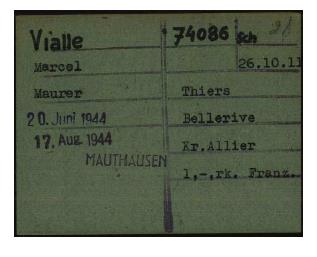 Vialle 74086 Sch 28
Marcel 26.10.11
Maurer Thiers
20. Juni 1944 Bellerive
17. Aug. 1944 Kr.Allier
MAUTHAUSEN
1,-,rk. Franz.